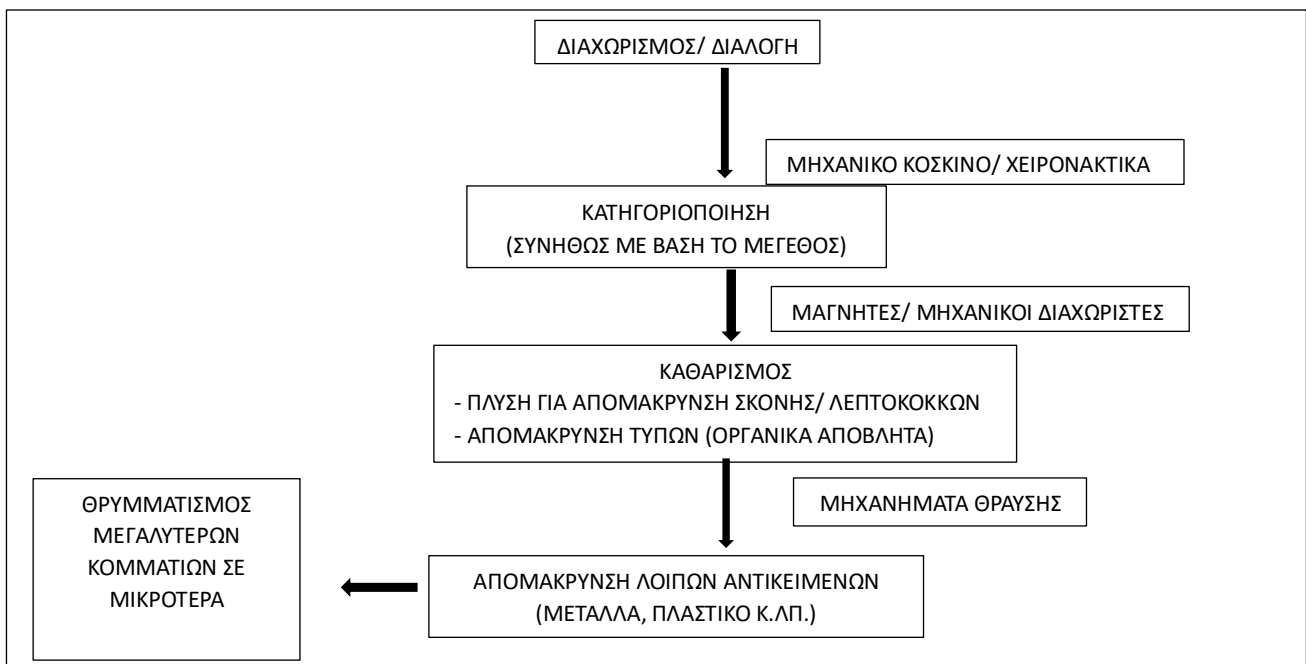 ΔΙΑΧΩΡΙΣΜΟΣ/ ΔΙΑΛΟΓΗ
ΜΗΧΑΝΙΚΟ ΚΟΣΚΙΝΟ/ ΧΕΙΡΟΝΑΚΤΙΚΑ
ΚΑΤΗΓΟΡΙΟΠΟΙΗΣΗ
(ΣΥΝΗΘΩΣ ΜΕ ΒΑΣΗ ΤΟ ΜΕΓΕΘΟΣ)
ΜΑΓΝΗΤΕΣ/ ΜΗΧΑΝΙΚΟΙ ΔΙΑΧΩΡΙΣΤΕΣ
ΚΑΘΑΡΙΣΜΟΣ
- ΠΛΥΣΗ ΓΙΑ ΑΠΟΜΑΚΡΥΝΣΗ ΣΚΟΝΗΣ/ ΛΕΠΤΟΚΟΚΚΩΝ
- ΑΠΟΜΑΚΡΥΝΣΗ ΤΥΠΩΝ (ΟΡΓΑΝΙΚΑ ΑΠΟΒΛΗΤΑ)
ΜΗΧΑΝΗΜΑΤΑ ΘΡΑΥΣΗΣ
ΑΠΟΜΑΚΡΥΝΣΗ ΛΟΙΠΩΝ ΑΝΤΙΚΕΙΜΕΝΩΝ
(ΜΕΤΑΛΛΑ, ΠΛΑΣΤΙΚΟ Κ.ΛΠ.)
ΘΡΥΜΜΑΤΙΣΜΟΣ
ΜΕΓΑΛΥΤΕΡΩΝ
ΚΟΜΜΑΤΙΩΝ ΣΕ
ΜΙΚΡΟΤΕΡΑ